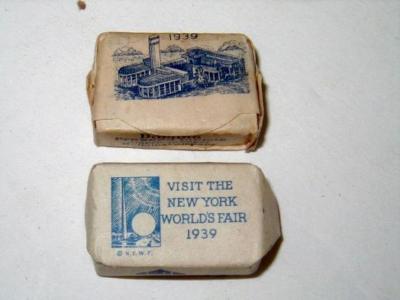 1939
VISIT THE
NEW YORK
WORLD'S FAIR
1939
© N.Y.W.F.